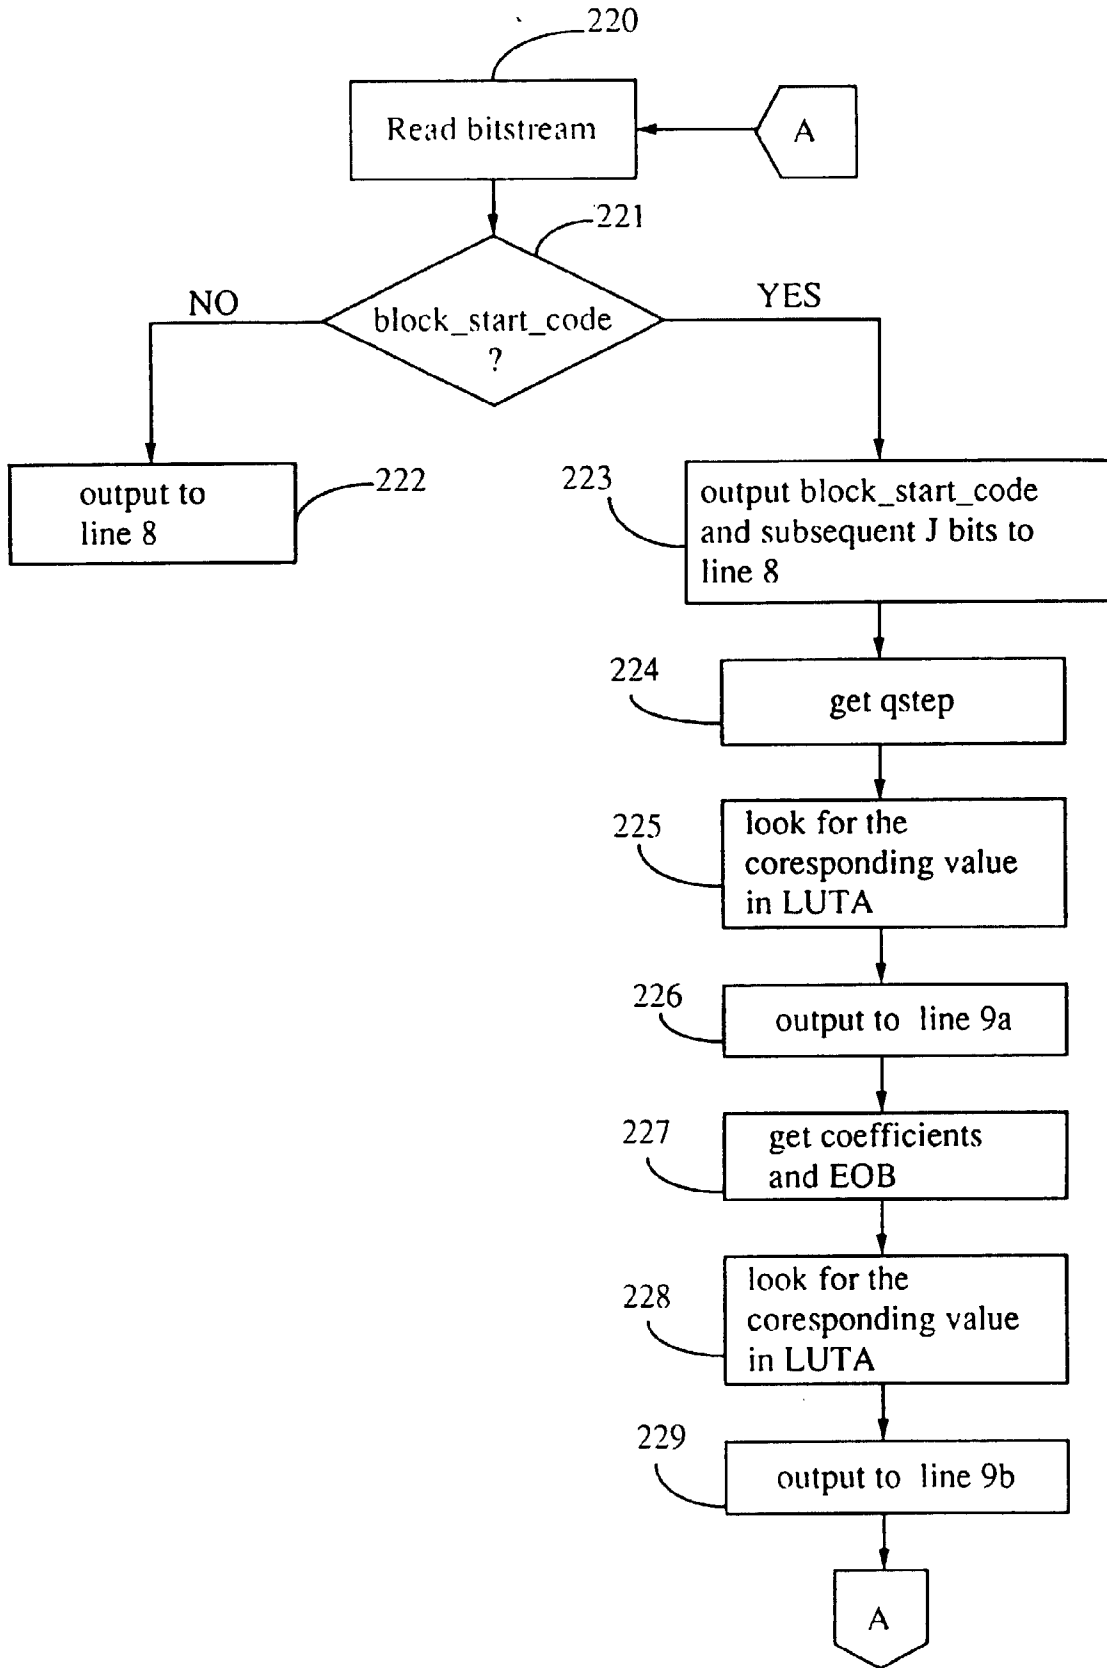 220
Read bitstream
A
221
NO
YES
block_start_code
?
output to
line 8
222
223
output block_start_code
and subsequent J bits to
line 8
224
get qstep
225
look for the
coresponding value
in LUTA
226
output to line 9a
227
get coefficients
and EOB
228
look for the
coresponding value
in LUTA
229
output to line 9b
A